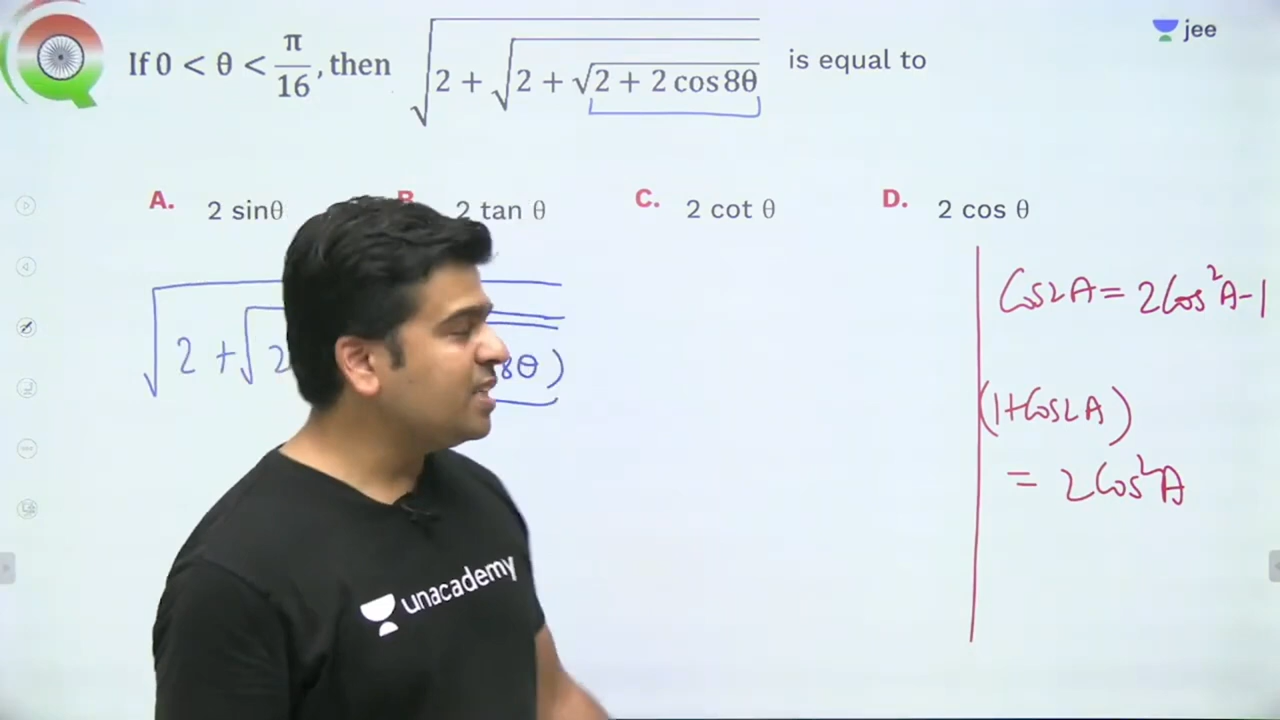 If 0 < θ < π/16, then √(2 + √(2 + √(2 + 2 cos 8θ))) is equal to
jee
A. 2 sinθ
B. 2 tan θ
C. 2 cot θ
D. 2 cos θ
√2 + √2 8θ)
Cos2A = 2Cos²A-1
(1+Cos2A)
= 2Cos²A
unacademy